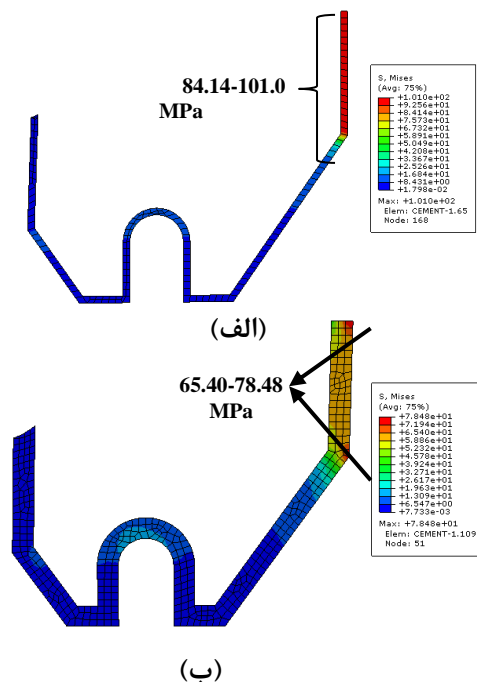 84.14-101.0
MPa
S, Mises
(Avg: 75%)
+1.010e+02
+9.256e+01
+8.414e+01
+7.573e+01
+6.732e+01
+5.891e+01
+5.049e+01
+4.208e+01
+3.367e+01
+2.526e+01
+1.684e+01
+8.431e+00
+1.798e-02
Max: +1.010e+02
Elem: CEMENT-1.65
Node: 168
(الف)
65.40-78.48
MPa
S, Mises
(Avg: 75%)
+7.848e+01
+7.194e+01
+6.540e+01
+5.886e+01
+5.232e+01
+4.578e+01
+3.924e+01
+3.271e+01
+2.617e+01
+1.963e+01
+1.309e+01
+6.547e+00
+7.733e-03
Max: +7.848e+01
Elem: CEMENT-1.109
Node: 51
(ب)